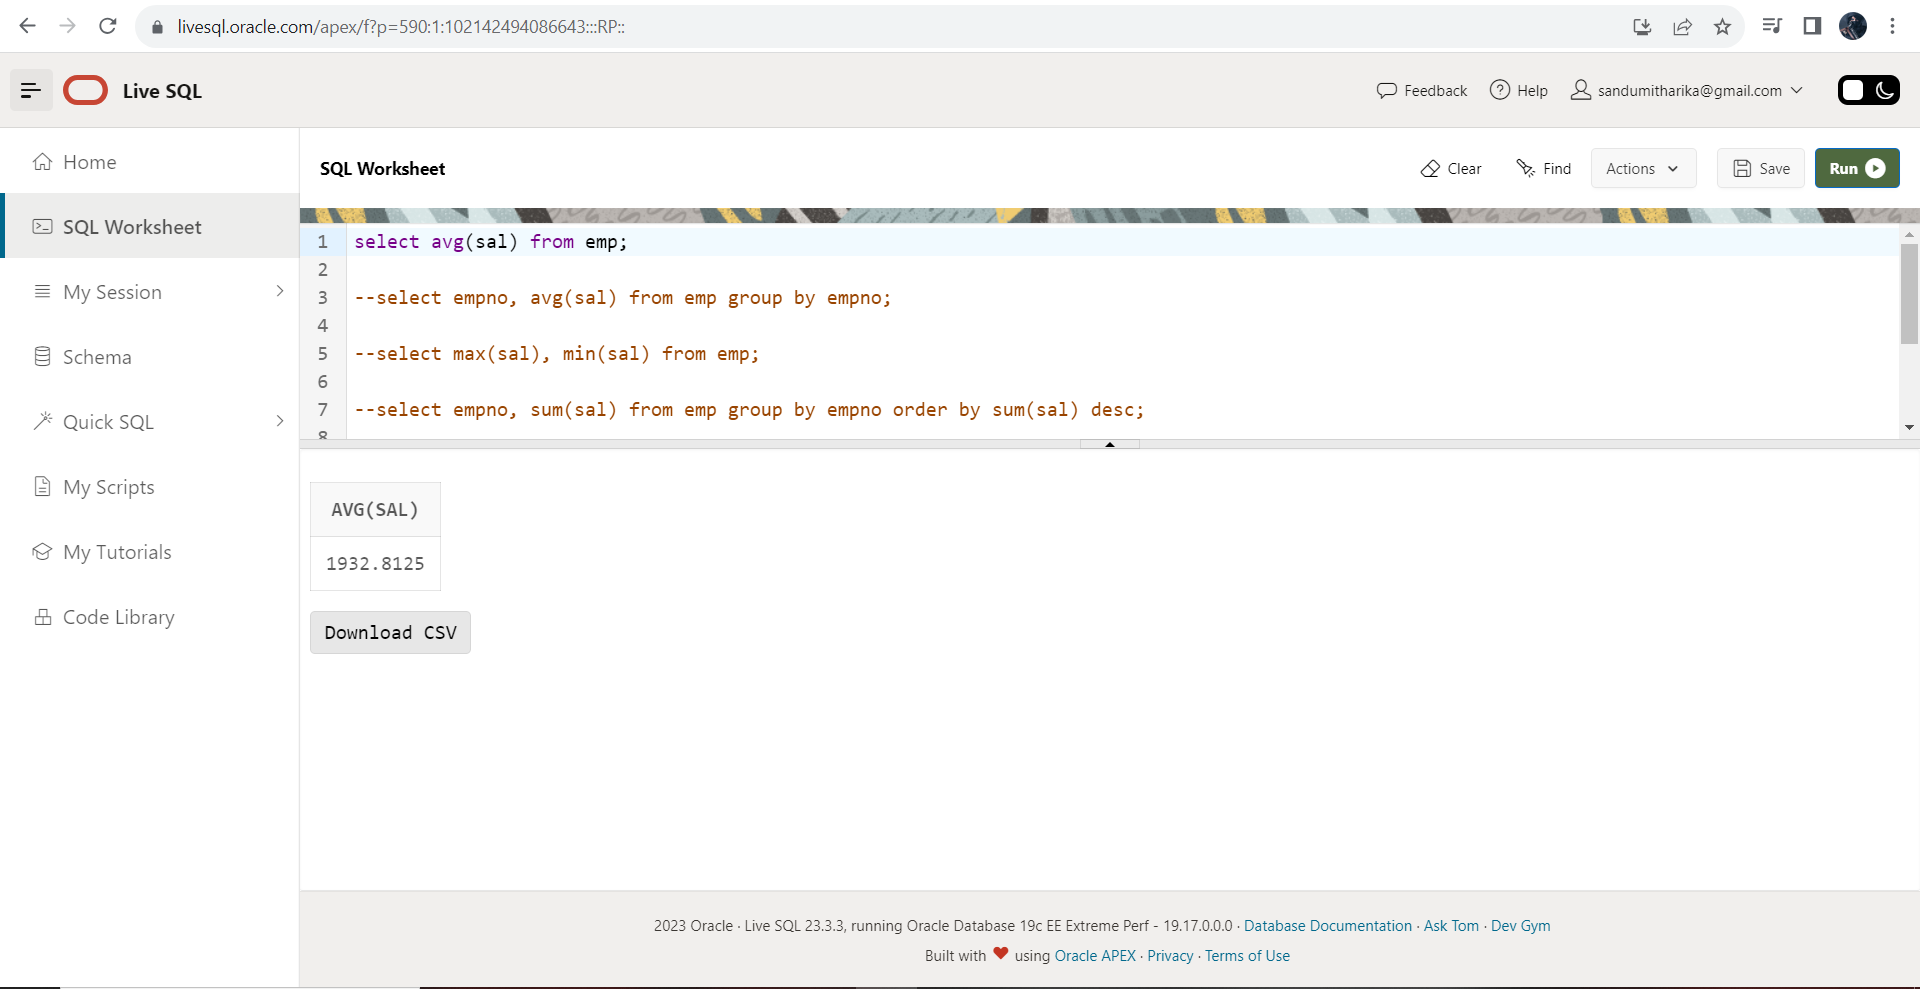 livesql.oracle.com/apex/f?p=590:1:102142494086643:::RP::
Live SQL
Feedback
Help
sandumitharika@gmail.com
Home
SQL Worksheet
My Session
Schema
Quick SQL
My Scripts
My Tutorials
Code Library
SQL Worksheet
Clear
Find
Actions
Save
Run
1 select avg(sal) from emp;
2
3 --select empno, avg(sal) from emp group by empno;
4
5 --select max(sal), min(sal) from emp;
6
7 --select empno, sum(sal) from emp group by empno order by sum(sal) desc;
8
AVG(SAL)
1932.8125
Download CSV
2023 Oracle · Live SQL 23.3.3, running Oracle Database 19c EE Extreme Perf - 19.17.0.0.0 · Database Documentation · Ask Tom · Dev Gym
Built with ❤ using Oracle APEX · Privacy · Terms of Use